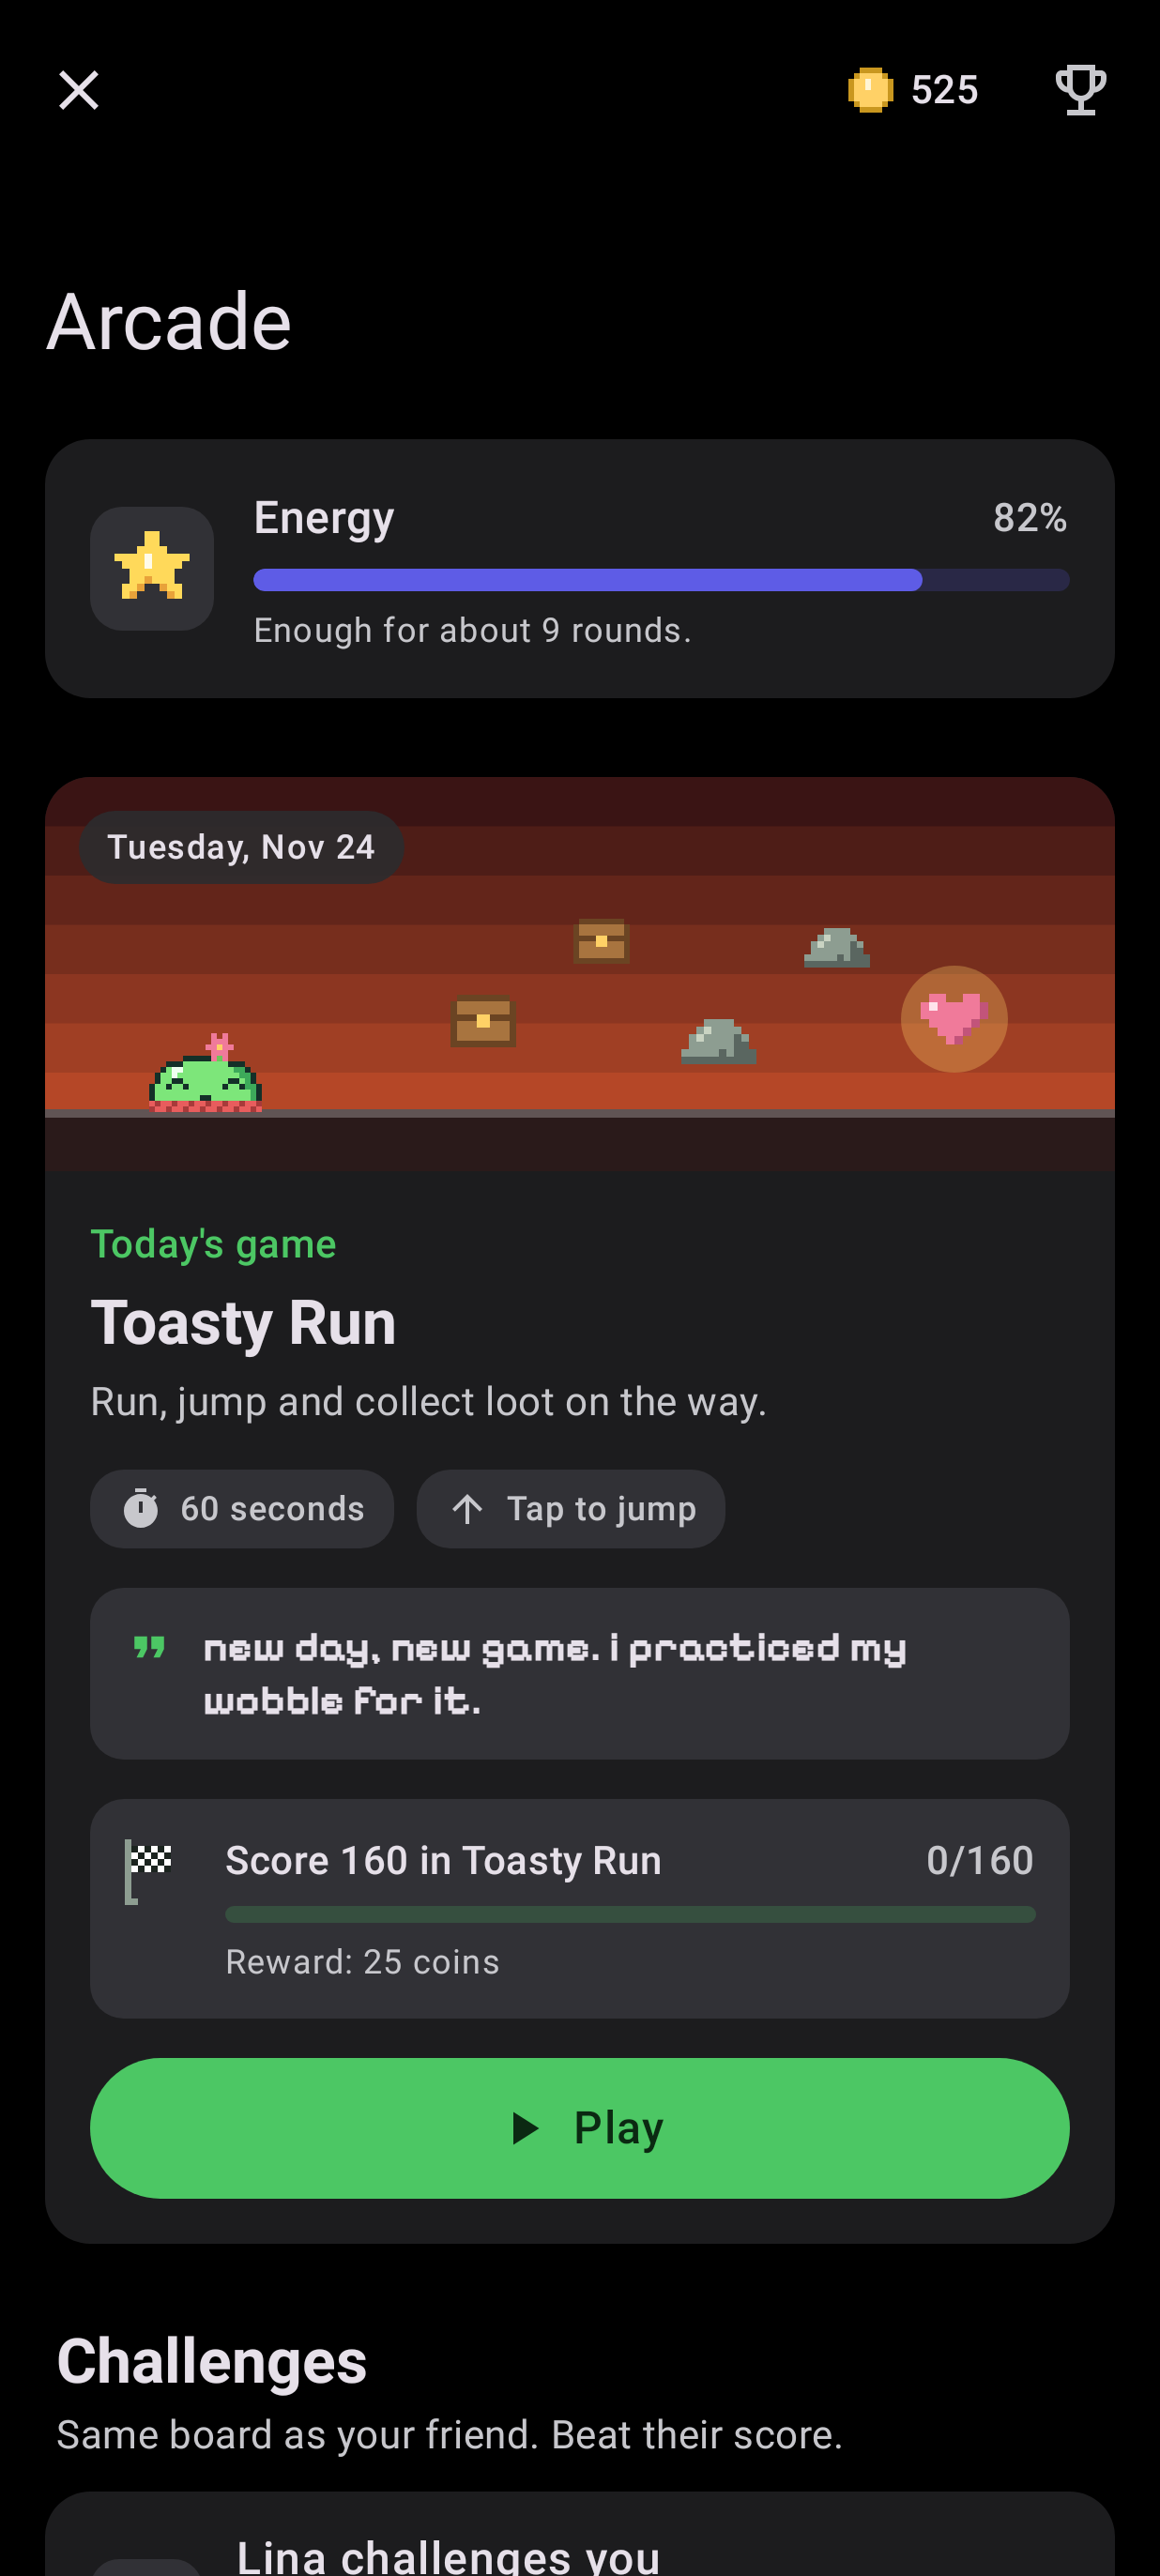 525
Arcade
Energy
82%
Enough for about 9 rounds.
Tuesday, Nov 24
Today's game
Toasty Run
Run, jump and collect loot on the way.
60 seconds
Tap to jump
new day, new game. i practiced my
wobble for it.
Score 160 in Toasty Run
0/160
Reward: 25 coins
Play
Challenges
Same board as your friend. Beat their score.
Lina challenges you